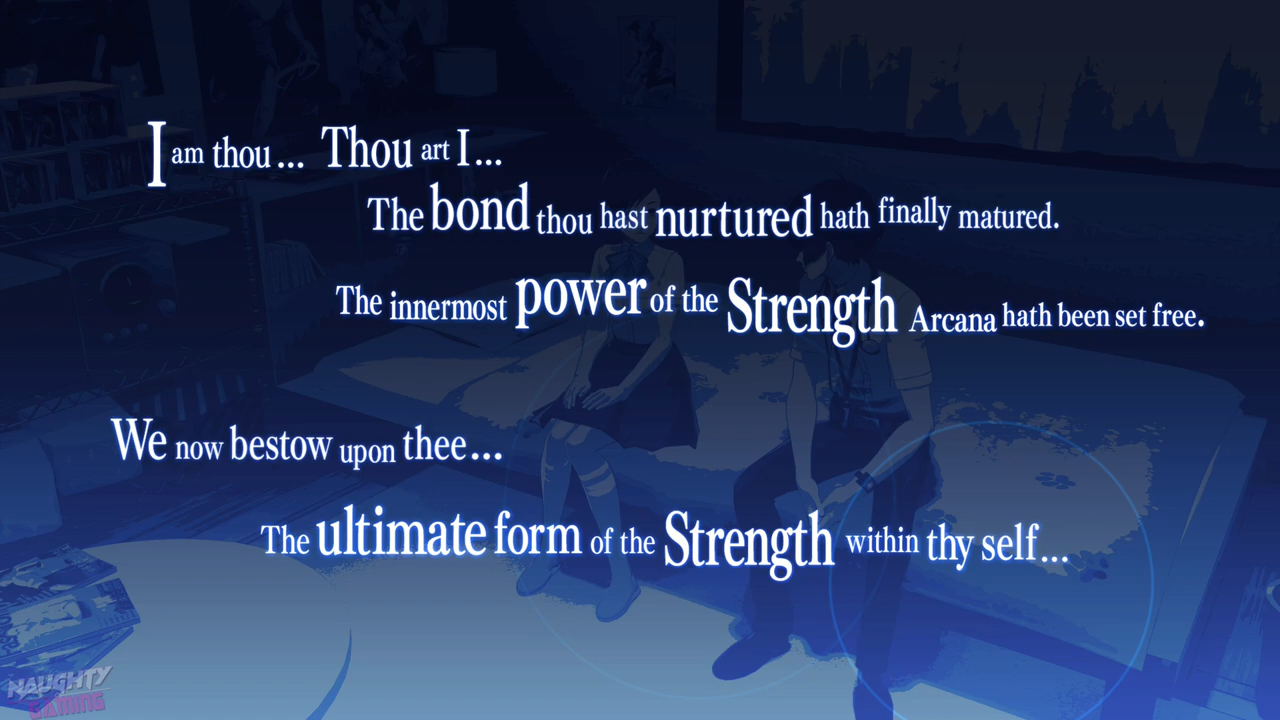 I am thou... Thou art I...
The bond thou hast nurtured hath finally matured.
The innermost power of the Strength Arcana hath been set free.
We now bestow upon thee...
The ultimate form of the Strength within thy self...
NAUGHTY
GAMING